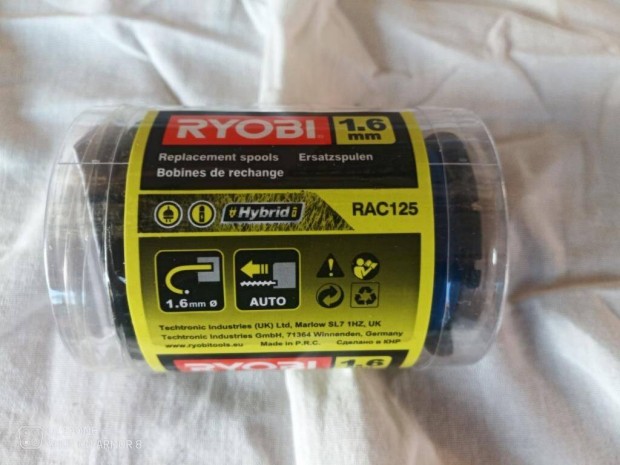 RYOBI 1.6 mm
Replacement spools Ersatzspulen
Bobines de rechange
Hybrid RAC125
1.6mm ø AUTO
Techtronic Industries (UK) Ltd, Marlow SL7 1HZ, UK
Techtronic Industries GmbH, 71364 Winnenden, Germany
www.ryobitools.eu Made in P.R.C. Сделано в КНР
RYOBI 1.6